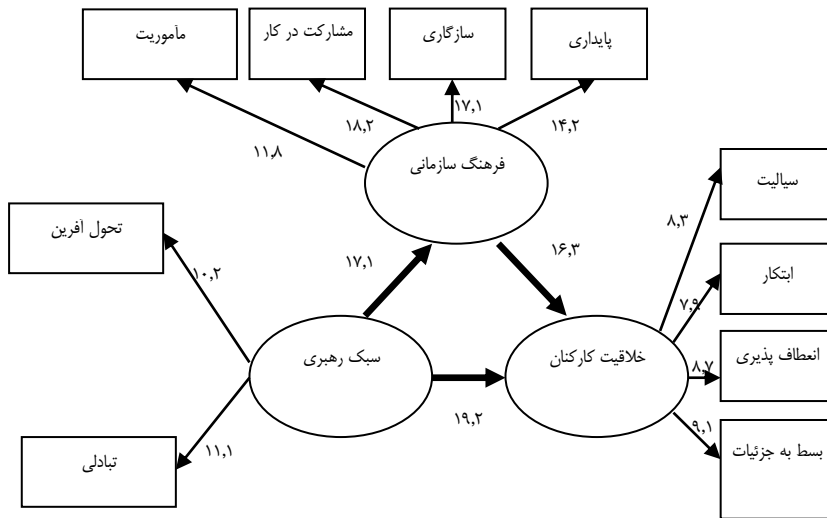 مأموریت
مشارکت در کار
سازگاری
پایداری
۱۷,۱
۱۸,۲
۱۴,۲
۱۱,۸
فرهنگ سازمانی
سیالیت
۸,۳
تحول آفرین
۱۰,۲
۱۷,۱
۱۶,۳
ابتکار
۷,۹
سبک رهبری
خلاقیت کارکنان
انعطاف پذیری
۸,۷
۱۹,۲
۹,۱
بسط به جزئیات
تبادلی
۱۱,۱